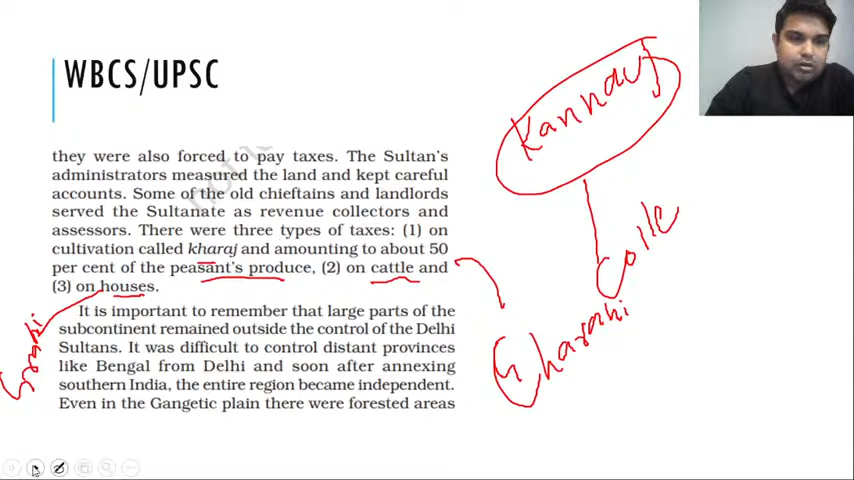 WBCS/UPSC
Kannauj
they were also forced to pay taxes. The Sultan's
administrators measured the land and kept careful
accounts. Some of the old chieftains and landlords
served the Sultanate as revenue collectors and
assessors. There were three types of taxes: (1) on
cultivation called kharaj and amounting to about 50
per cent of the peasant's produce, (2) on cattle and
(3) on houses.
Colle
Gharahi
It is important to remember that large parts of the
subcontinent remained outside the control of the Delhi
Sultans. It was difficult to control distant provinces
like Bengal from Delhi and soon after annexing
southern India, the entire region became independent.
Even in the Gangetic plain there were forested areas